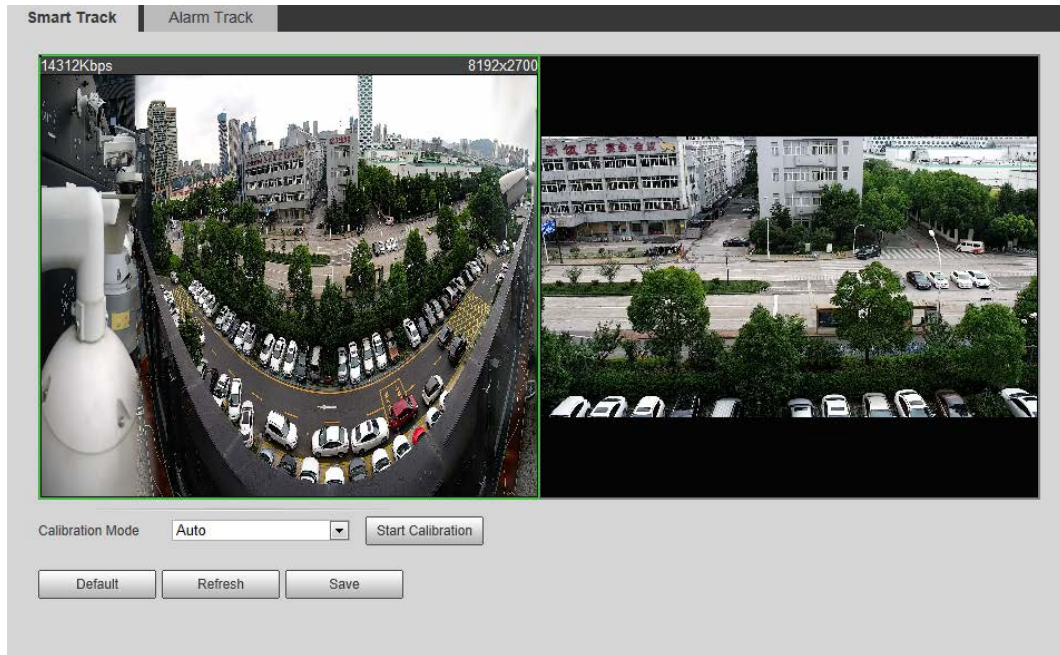 Smart Track Alarm Track
14312Kbps 8192x2700
Calibration Mode Auto Start Calibration
Default Refresh Save